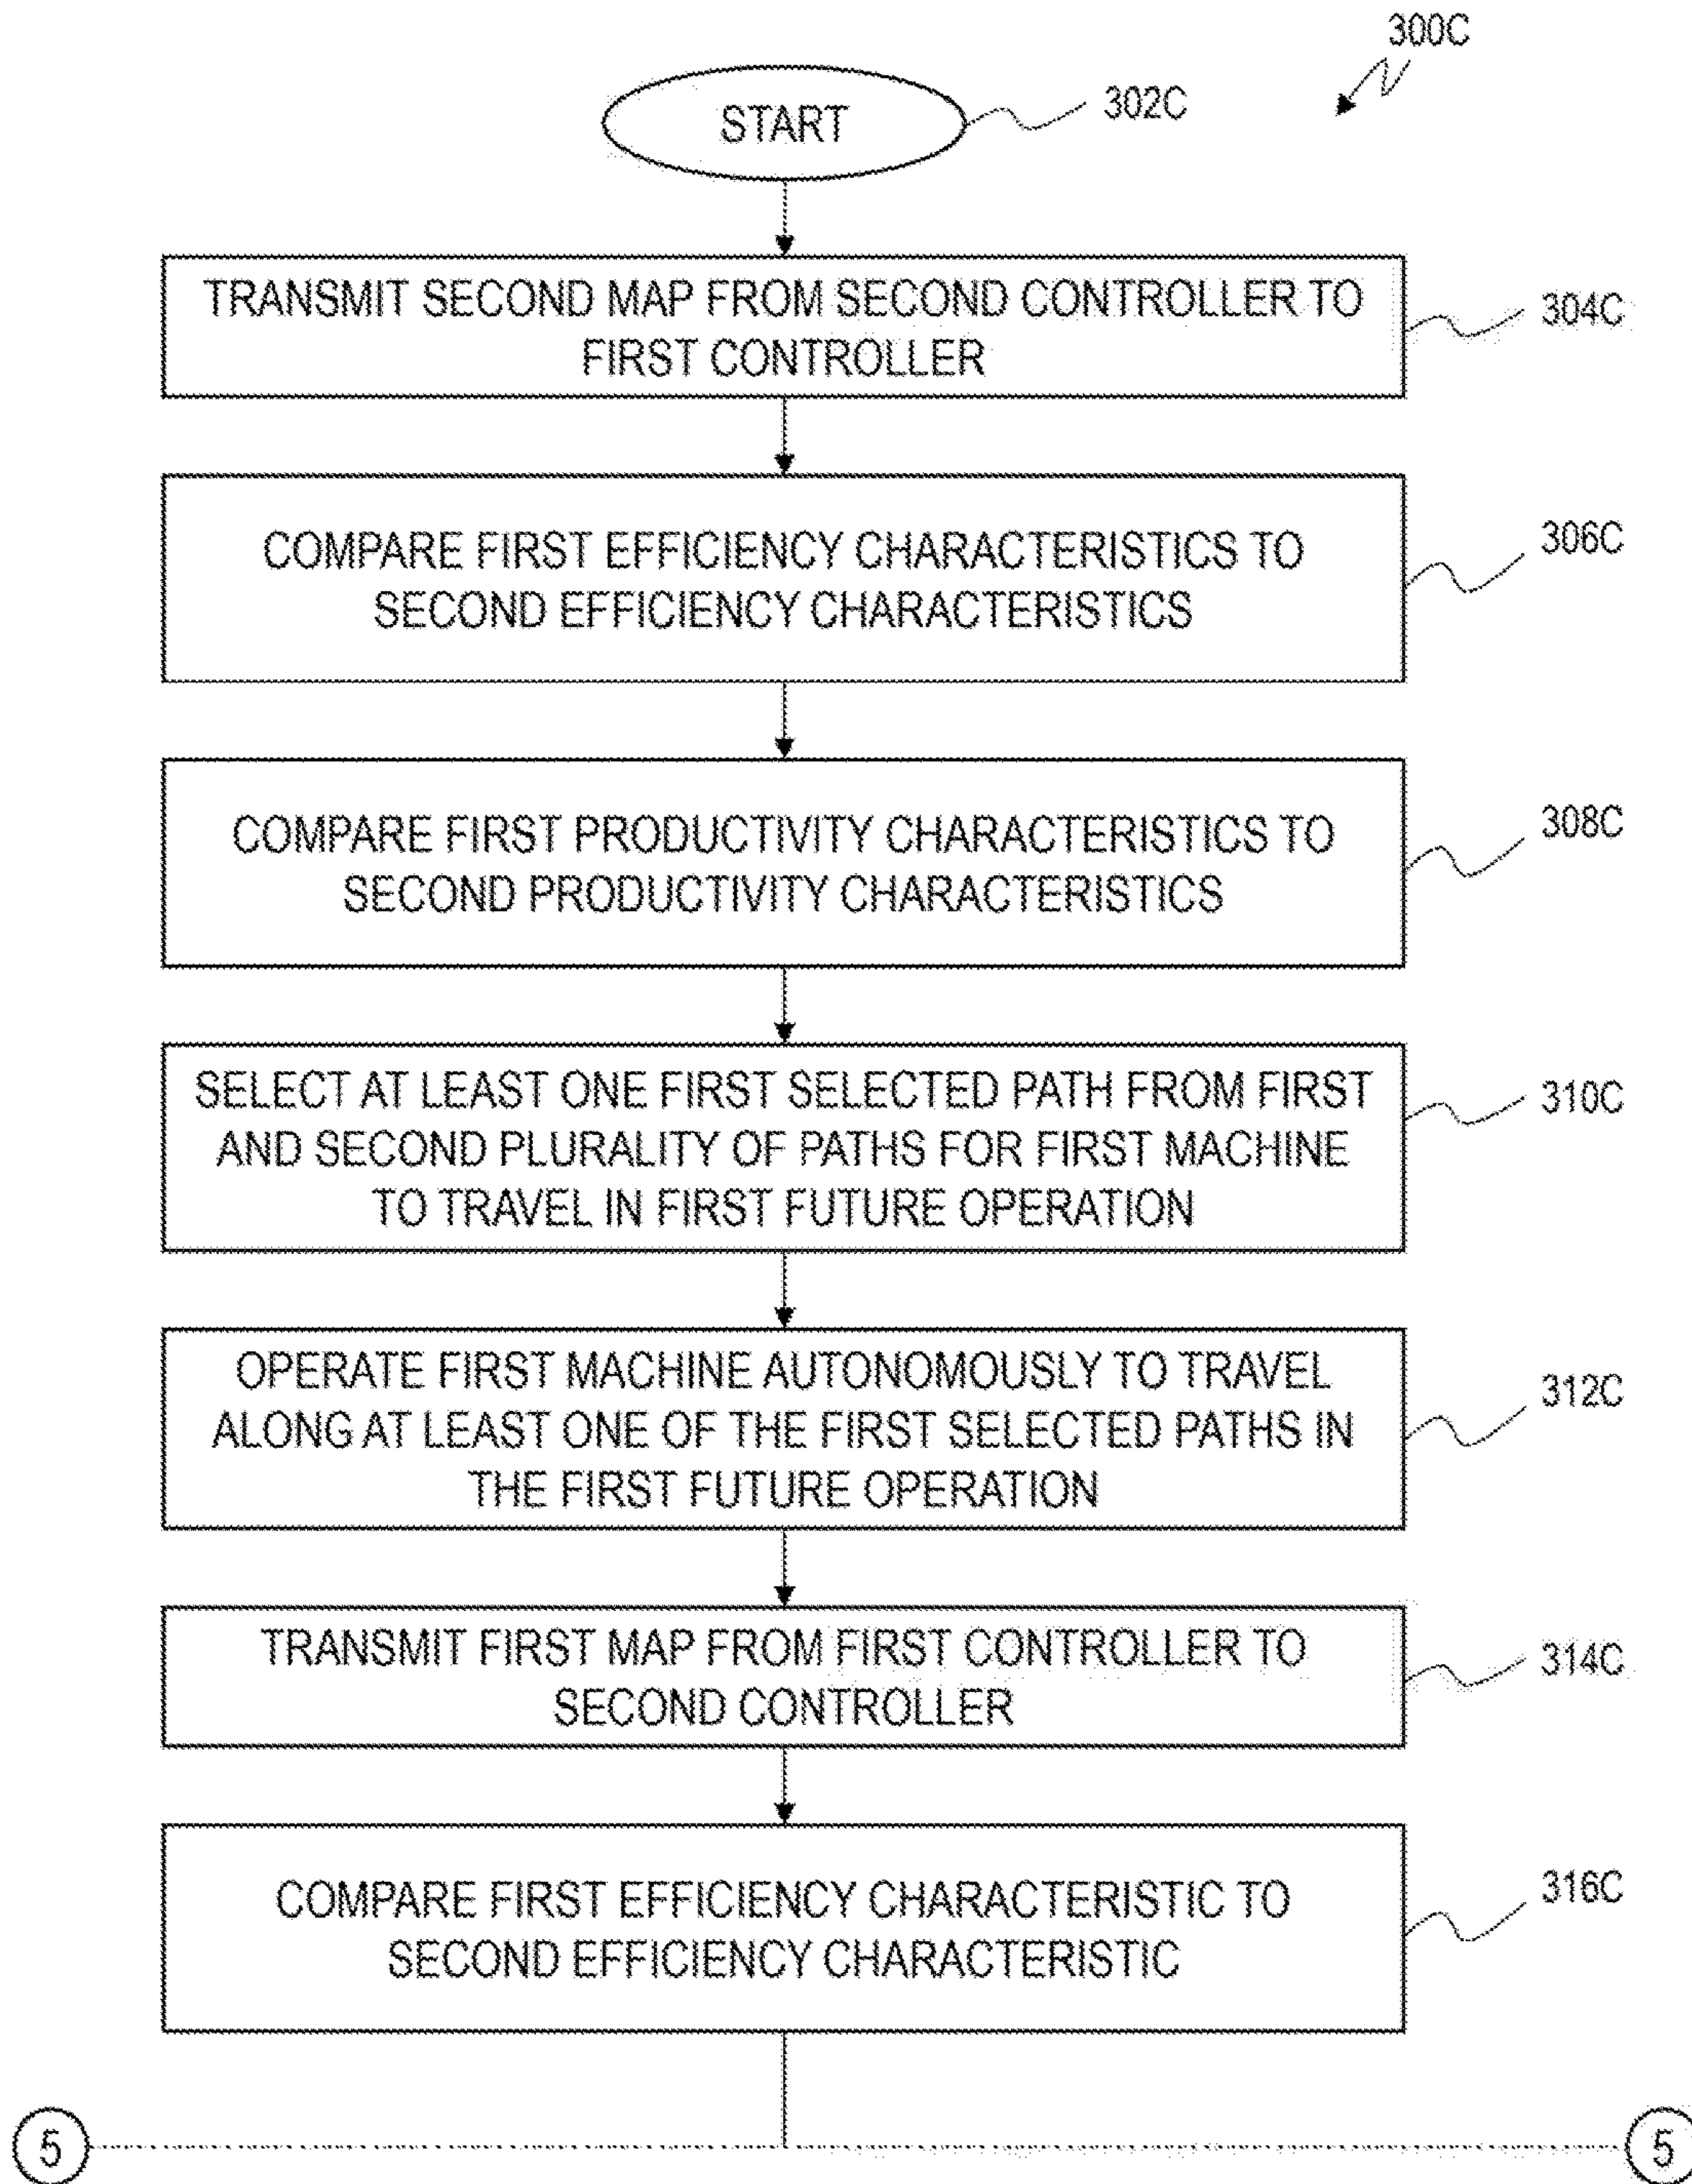 300C
START
302C
TRANSMIT SECOND MAP FROM SECOND CONTROLLER TO
FIRST CONTROLLER
304C
COMPARE FIRST EFFICIENCY CHARACTERISTICS TO
SECOND EFFICIENCY CHARACTERISTICS
306C
COMPARE FIRST PRODUCTIVITY CHARACTERISTICS TO
SECOND PRODUCTIVITY CHARACTERISTICS
308C
SELECT AT LEAST ONE FIRST SELECTED PATH FROM FIRST
AND SECOND PLURALITY OF PATHS FOR FIRST MACHINE
TO TRAVEL IN FIRST FUTURE OPERATION
310C
OPERATE FIRST MACHINE AUTONOMOUSLY TO TRAVEL
ALONG AT LEAST ONE OF THE FIRST SELECTED PATHS IN
THE FIRST FUTURE OPERATION
312C
TRANSMIT FIRST MAP FROM FIRST CONTROLLER TO
SECOND CONTROLLER
314C
COMPARE FIRST EFFICIENCY CHARACTERISTIC TO
SECOND EFFICIENCY CHARACTERISTIC
316C
5
5